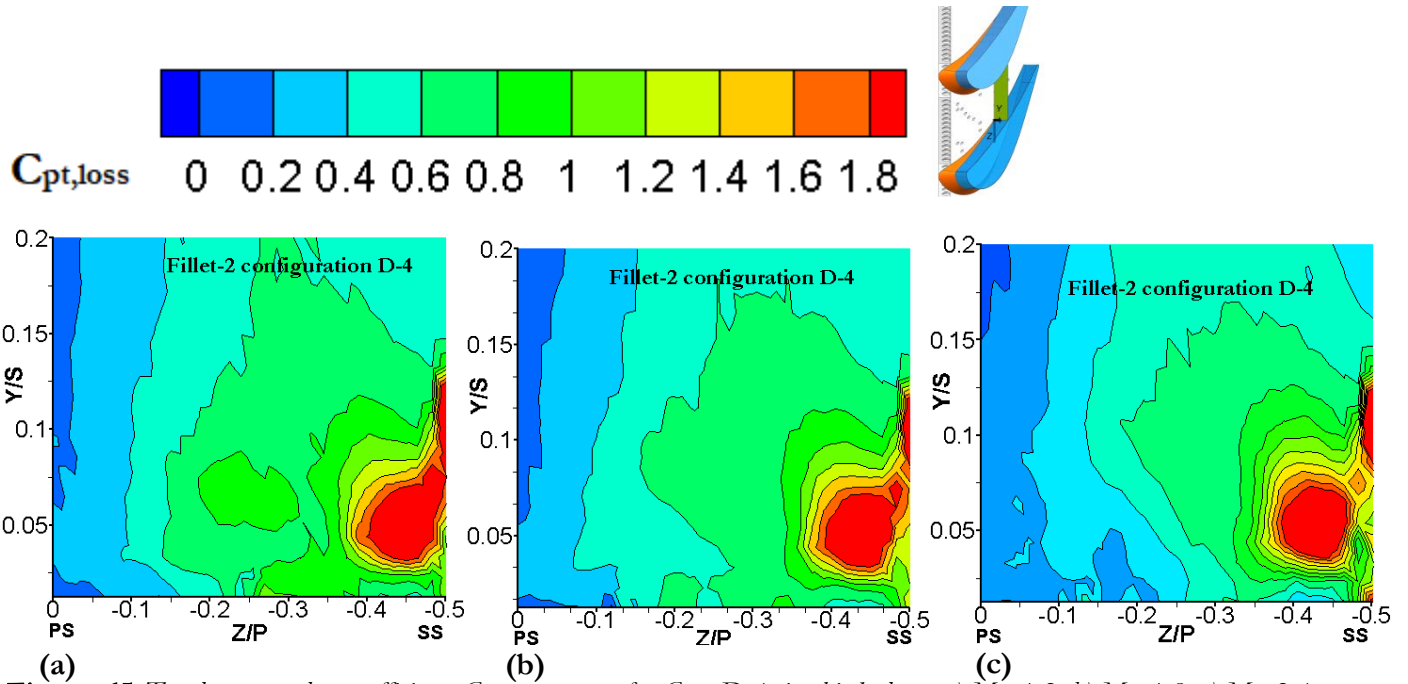 Cpt,loss
0 0.2 0.4 0.6 0.8 1 1.2 1.4 1.6 1.8
Y
Z
0.2
0.15
0.1
0.05
Y/S
Fillet-2 configuration D-4
0 -0.1 -0.2 -0.3 -0.4 -0.5
PS Z/P SS
(a)
0.2
0.15
0.1
0.05
Y/S
Fillet-2 configuration D-4
0 -0.1 -0.2 -0.3 -0.4 -0.5
PS Z/P SS
(b)
0.2
0.15
0.1
0.05
Y/S
Fillet-2 configuration D-4
0 -0.1 -0.2 -0.3 -0.4 -0.5
PS Z/P SS
(c)